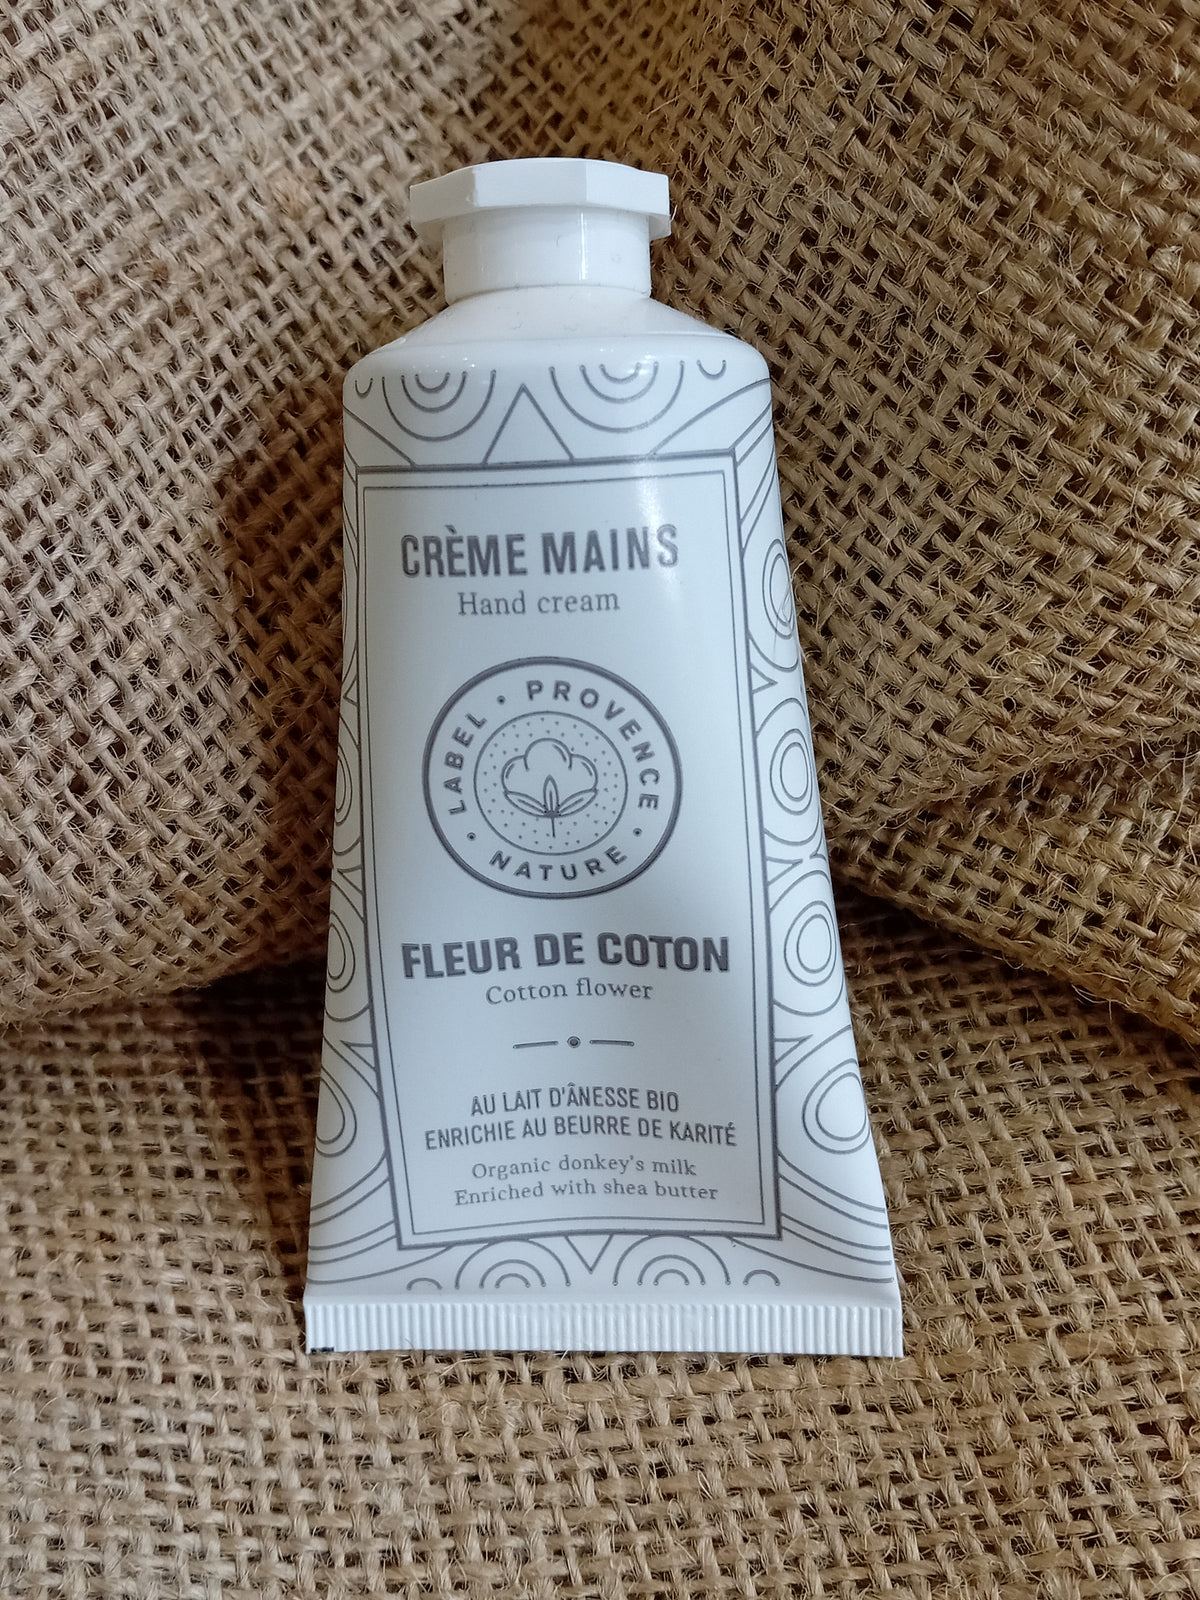 CRÈME MAINS
Hand cream
LABEL • PROVENCE • NATURE •
FLEUR DE COTON
Cotton flower
AU LAIT D'ÂNESSE BIO
ENRICHIE AU BEURRE DE KARITÉ
Organic donkey's milk
Enriched with shea butter